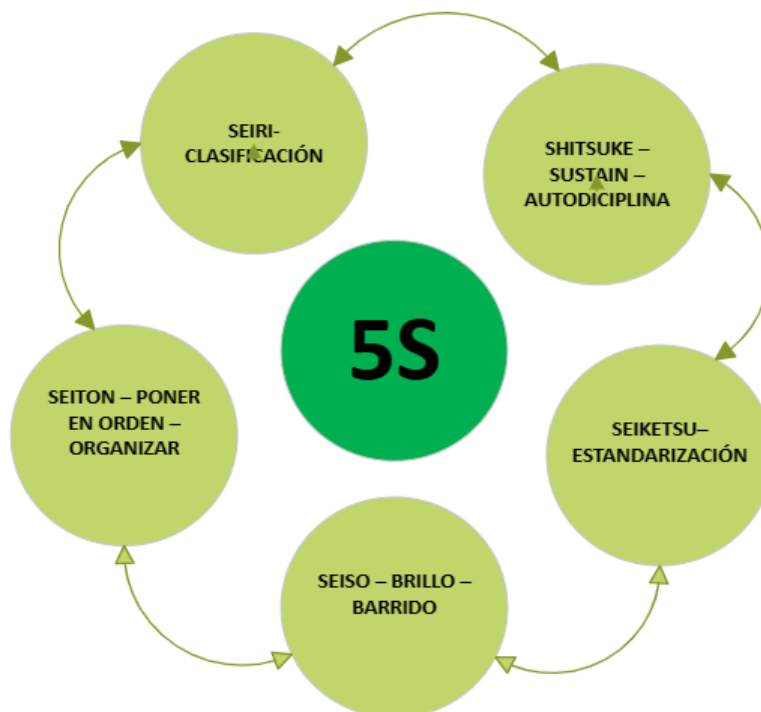 SEIRI-
CLASIFICACIÓN
SHITSUKE –
SUSTAIN –
AUTODICIPLINA
5S
SEITON – PONER
EN ORDEN –
ORGANIZAR
SEIKETSU–
ESTANDARIZACIÓN
SEISO – BRILLO –
BARRIDO